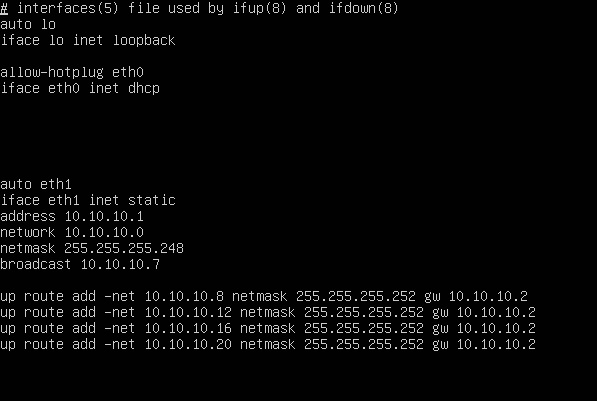 # interfaces(5) file used by ifup(8) and ifdown(8)
auto lo
iface lo inet loopback
allow-hotplug eth0
iface eth0 inet dhcp
auto eth1
iface eth1 inet static
address 10.10.10.1
network 10.10.10.0
netmask 255.255.255.248
broadcast 10.10.10.7
up route add -net 10.10.10.8 netmask 255.255.255.252 gw 10.10.10.2
up route add -net 10.10.10.12 netmask 255.255.255.252 gw 10.10.10.2
up route add -net 10.10.10.16 netmask 255.255.255.252 gw 10.10.10.2
up route add -net 10.10.10.20 netmask 255.255.255.252 gw 10.10.10.2